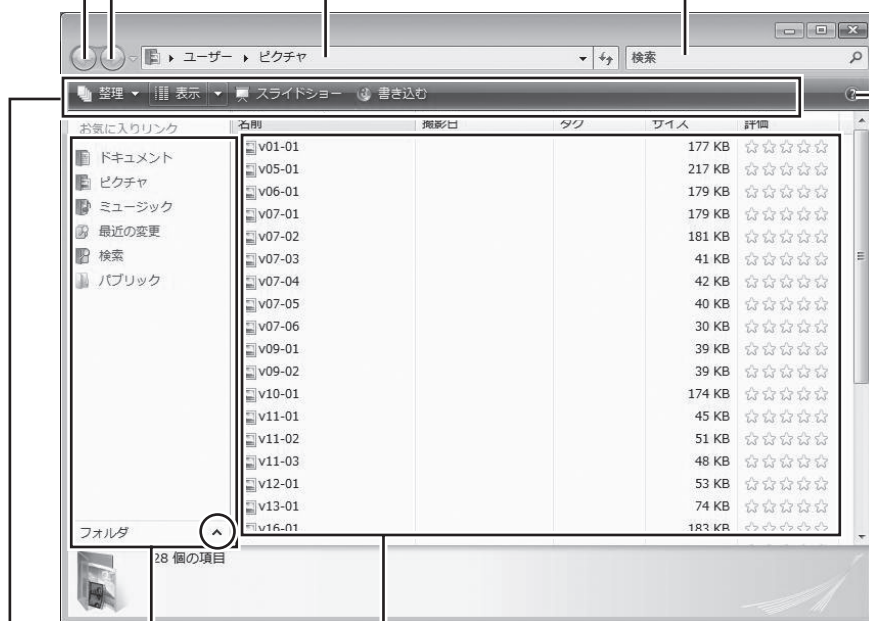 ユーザー ピクチャ 検索
整理 表示 スライドショー 書き込む
お気に入りリンク 名前 撮影日 タグ サイズ 評価
ドキュメント
ピクチャ
ミュージック
最近の変更
検索
パブリック
v01-01 177 KB
v05-01 217 KB
v06-01 179 KB
v07-01 179 KB
v07-02 181 KB
v07-03 41 KB
v07-04 42 KB
v07-05 40 KB
v07-06 30 KB
v09-01 39 KB
v09-02 39 KB
v10-01 174 KB
v11-01 45 KB
v11-02 51 KB
v11-03 48 KB
v12-01 53 KB
v13-01 74 KB
v16-01 183 KB
フォルダ
28 個の項目